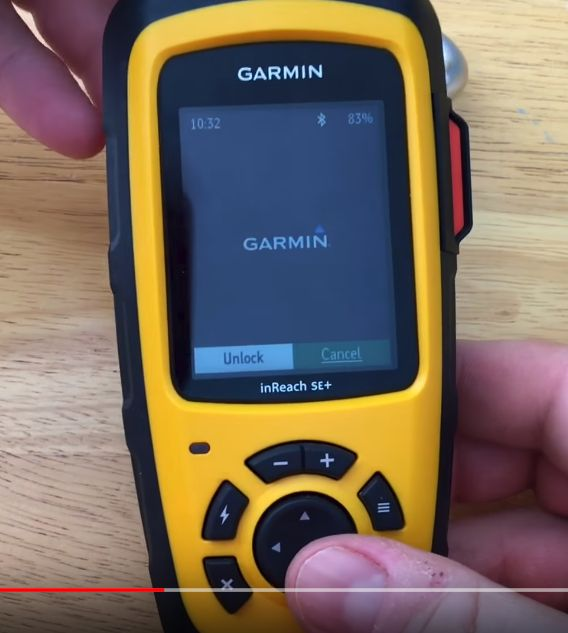 GARMIN
10:32 83%
GARMIN
Unlock Cancel
inReach SE+